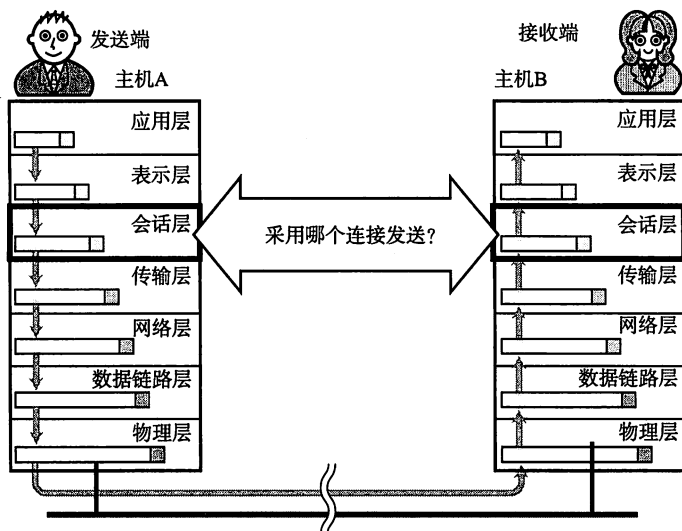 发送端
接收端
主机A
主机B
应用层
表示层
会话层
传输层
网络层
数据链路层
物理层
采用哪个连接发送？
应用层
表示层
会话层
传输层
网络层
数据链路层
物理层